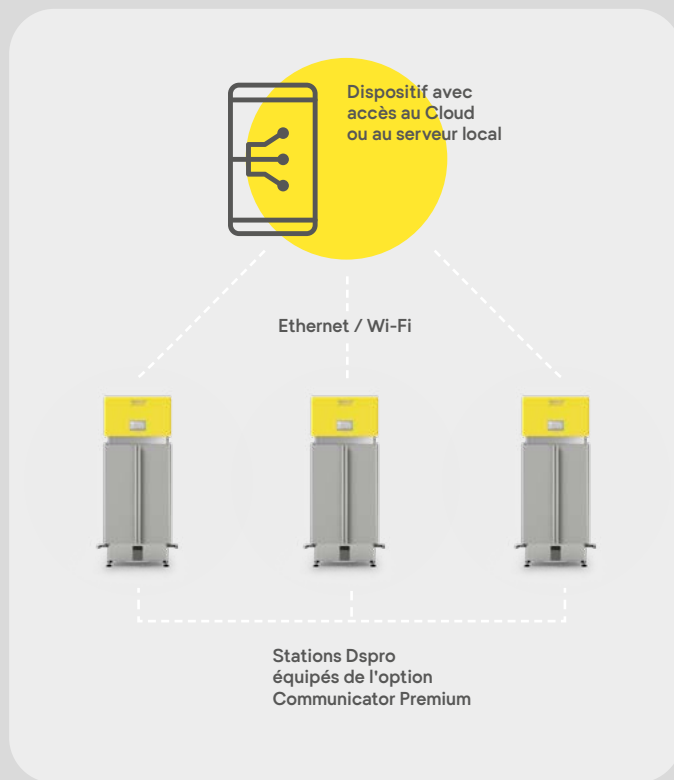 Dispositif avec
accès au Cloud
ou au serveur local
Ethernet / Wi-Fi
Stations Dspro
équipés de l'option
Communicator Premium